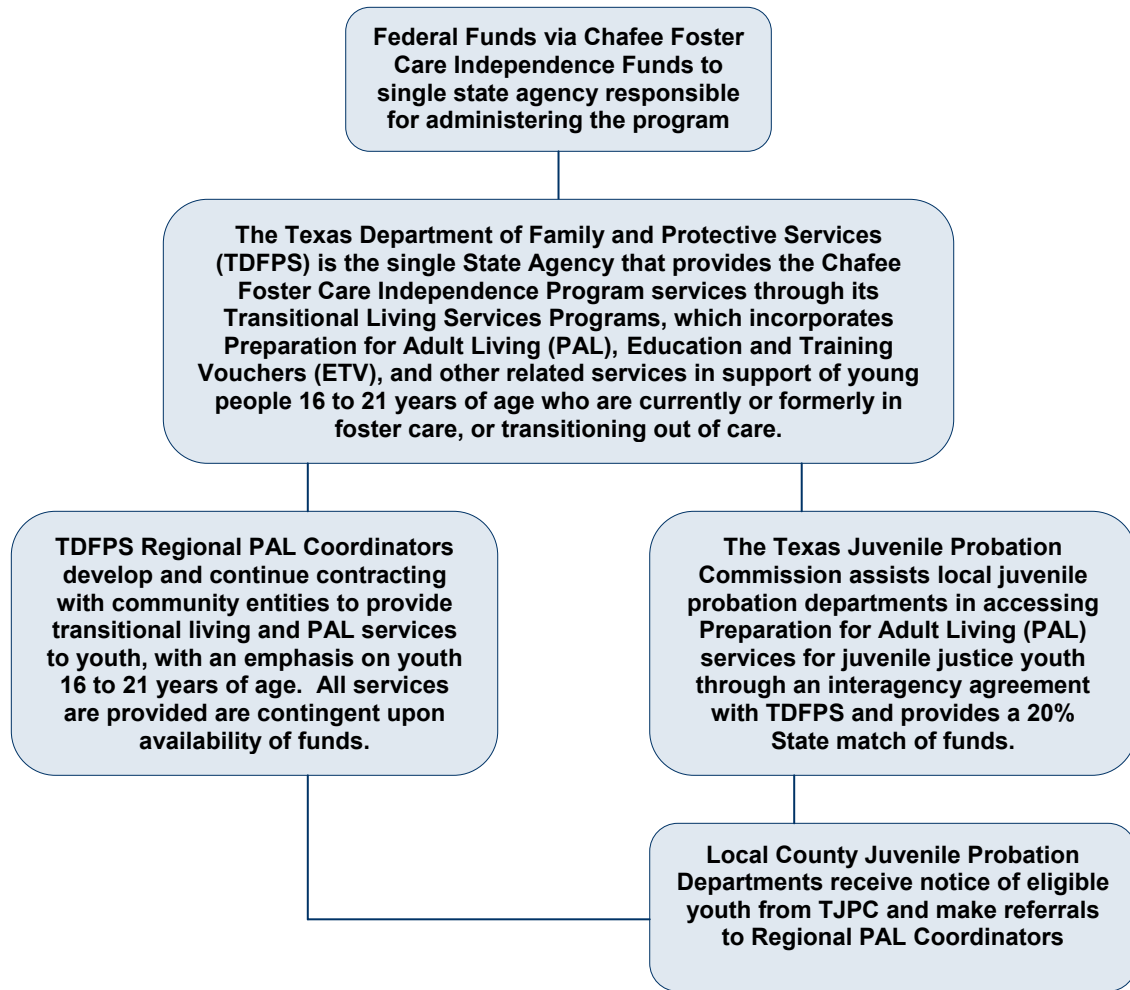 Federal Funds via Chafee Foster
Care Independence Funds to
single state agency responsible
for administering the program
The Texas Department of Family and Protective Services
(TDFPS) is the single State Agency that provides the Chafee
Foster Care Independence Program services through its
Transitional Living Services Programs, which incorporates
Preparation for Adult Living (PAL), Education and Training
Vouchers (ETV), and other related services in support of young
people 16 to 21 years of age who are currently or formerly in
foster care, or transitioning out of care.
TDFPS Regional PAL Coordinators
develop and continue contracting
with community entities to provide
transitional living and PAL services
to youth, with an emphasis on youth
16 to 21 years of age.  All services
are provided are contingent upon
availability of funds.
The Texas Juvenile Probation
Commission assists local juvenile
probation departments in accessing
Preparation for Adult Living (PAL)
services for juvenile justice youth
through an interagency agreement
with TDFPS and provides a 20%
State match of funds.
Local County Juvenile Probation
Departments receive notice of eligible
youth from TJPC and make referrals
to Regional PAL Coordinators